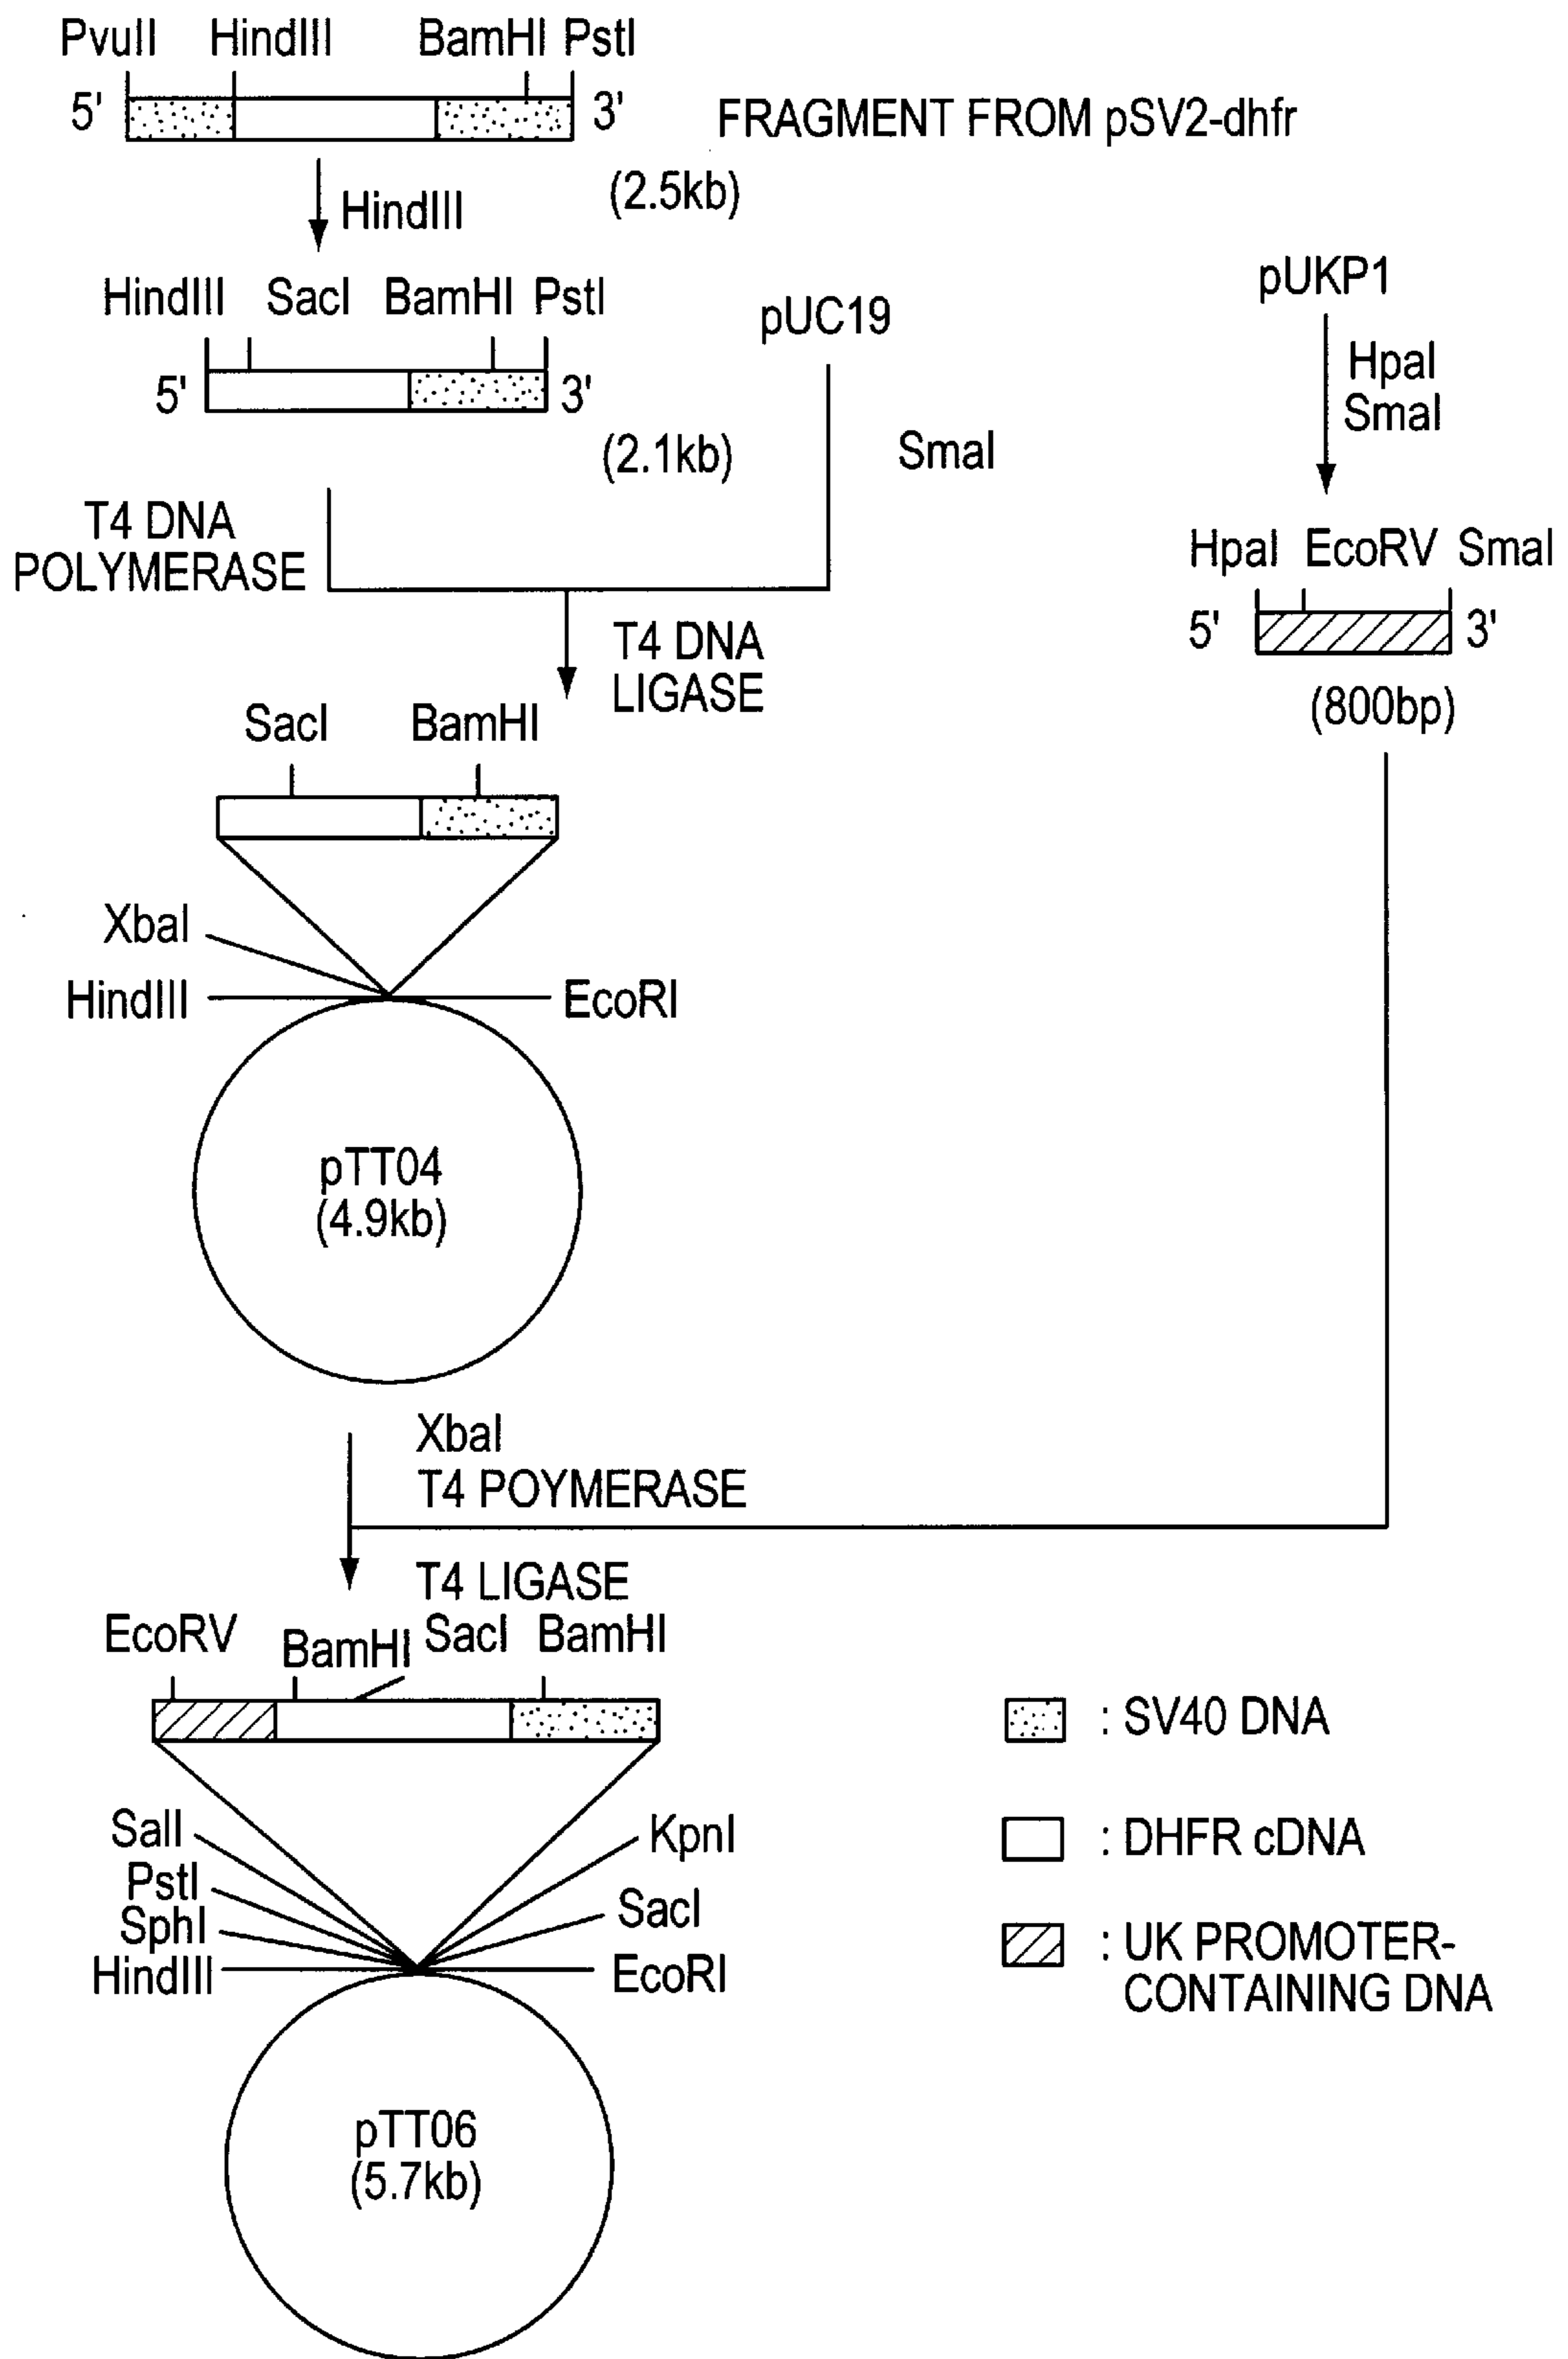 PvuII HindIII BamHI PstI
5' 3'
FRAGMENT FROM pSV2-dhfr
(2.5kb)
HindIII
HindIII SacI BamHI PstI
5' 3'
(2.1kb)
pUC19
SmaI
pUKP1
HpaI
SmaI
HpaI EcoRV SmaI
5' 3'
(800bp)
T4 DNA
POLYMERASE
T4 DNA
LIGASE
SacI BamHI
XbaI
HindIII EcoRI
pTT04
(4.9kb)
XbaI
T4 POYMERASE
T4 LIGASE
EcoRV BamHI SacI BamHI
SalI
PstI
SphI
HindIII
KpnI
SacI
EcoRI
pTT06
(5.7kb)
: SV40 DNA
: DHFR cDNA
: UK PROMOTER-
CONTAINING DNA